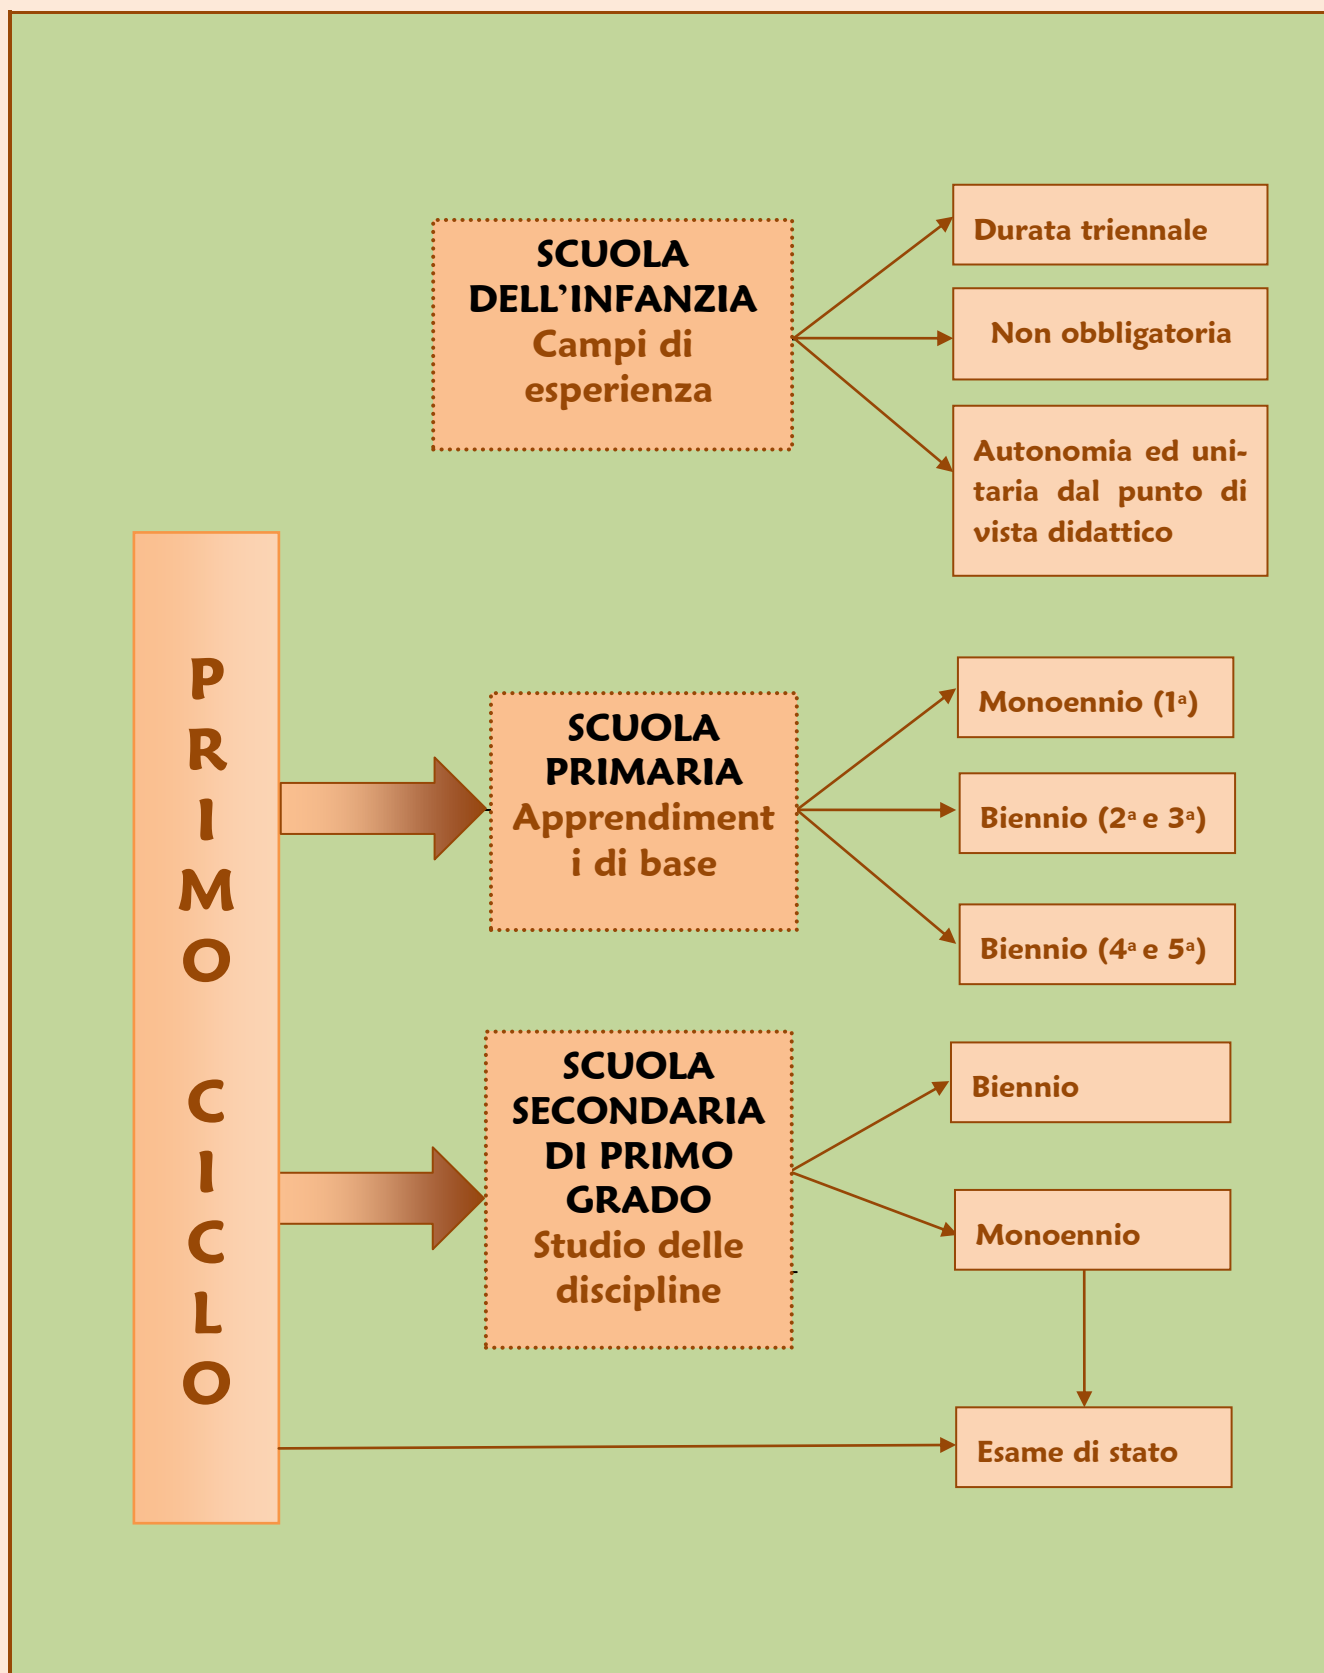 SCUOLA
DELL’INFANZIA
Campi di
esperienza
Durata triennale
Non obbligatoria
Autonomia ed uni-
taria dal punto di
vista didattico
P
R
I
M
O
C
I
C
L
O
SCUOLA
PRIMARIA
Apprendiment
i di base
Monoennio (1ª)
Biennio (2ª e 3ª)
Biennio (4ª e 5ª)
SCUOLA
SECONDARIA
DI PRIMO
GRADO
Studio delle
discipline
Biennio
Monoennio
Esame di stato